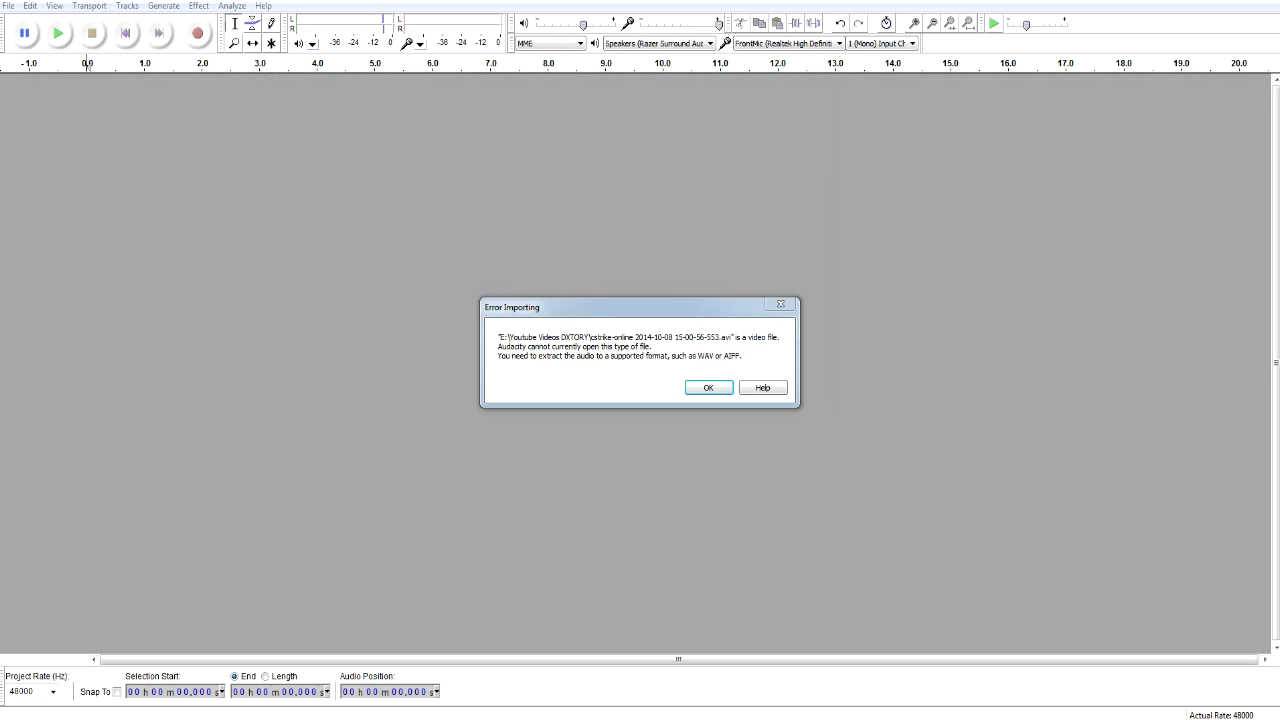 File Edit View Transport Tracks Generate Effect Analyze Help
L L
R R
-36 -24 -12 0 -36 -24 -12 0
MME Speakers (Razer Surround Auc FrontMic (Realtek High Definiti 1 (Mono) Input Ch
-1.0 0.0 1.0 2.0 3.0 4.0 5.0 6.0 7.0 8.0 9.0 10.0 11.0 12.0 13.0 14.0 15.0 16.0 17.0 18.0 19.0 20.0
Error Importing
"E:\Youtube Videos DXTORY\cstrike-online 2014-10-08 15-00-56-553.avi" is a video file.
Audacity cannot currently open this type of file.
You need to extract the audio to a supported format, such as WAV or AIFF.
OK Help
Project Rate (Hz): Selection Start: End Length Audio Position:
48000 Snap To 00 h 00 m 00.000 s 00 h 00 m 00.000 s 00 h 00 m 00.000 s
Actual Rate: 48000